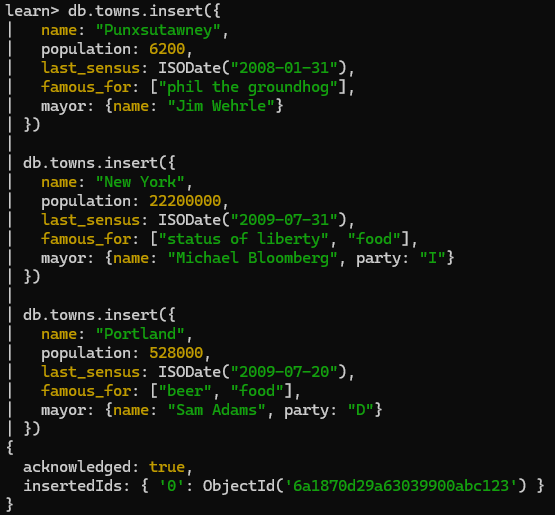 learn> db.towns.insert({
|   name: "Punxsutawney",
|   population: 6200,
|   last_sensus: ISODate("2008-01-31"),
|   famous_for: ["phil the groundhog"],
|   mayor: {name: "Jim Wehrle"}
| })
|
| db.towns.insert({
|   name: "New York",
|   population: 22200000,
|   last_sensus: ISODate("2009-07-31"),
|   famous_for: ["status of liberty", "food"],
|   mayor: {name: "Michael Bloomberg", party: "I"}
| })
|
| db.towns.insert({
|   name: "Portland",
|   population: 528000,
|   last_sensus: ISODate("2009-07-20"),
|   famous_for: ["beer", "food"],
|   mayor: {name: "Sam Adams", party: "D"}
| })
{
  acknowledged: true,
  insertedIds: { '0': ObjectId('6a1870d29a63039900abc123') }
}